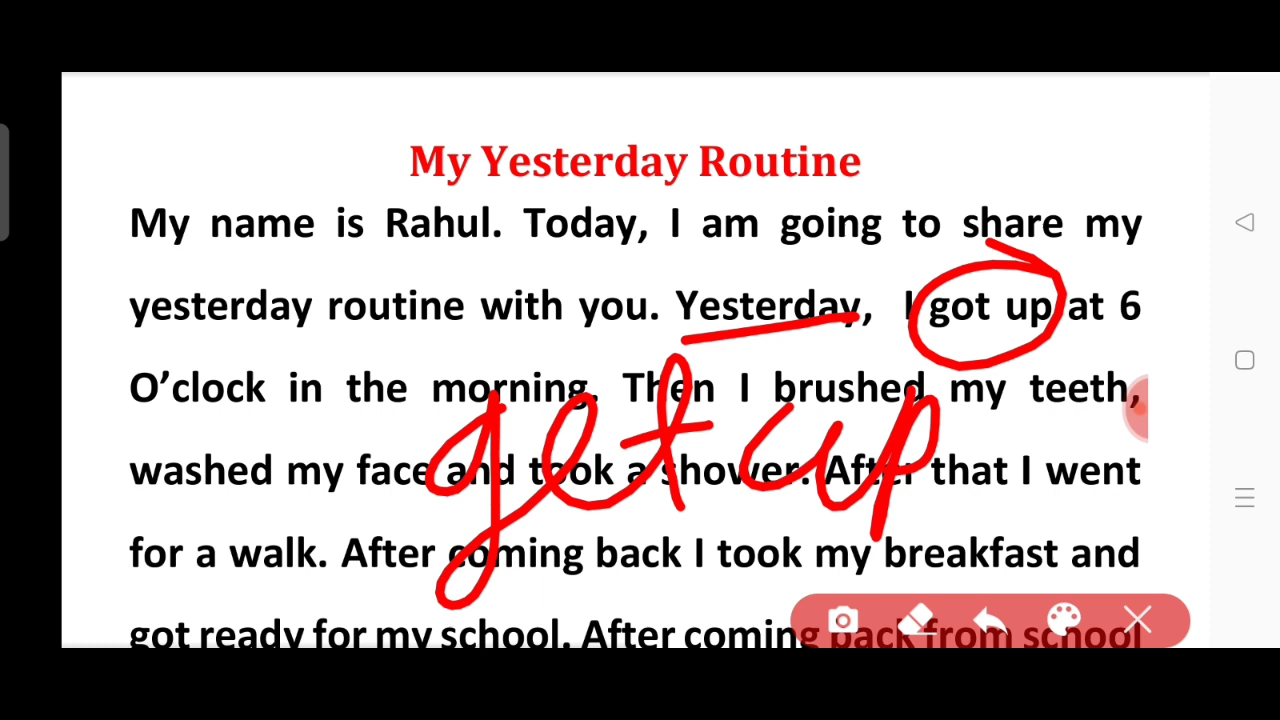 My Yesterday Routine
My name is Rahul. Today, I am going to share my
yesterday routine with you. Yesterday, I got up at 6
O’clock in the morning. Then I brushed my teeth,
get up
washed my face and took a shower. After that I went
for a walk. After coming back I took my breakfast and
got ready for my school. After coming back from school